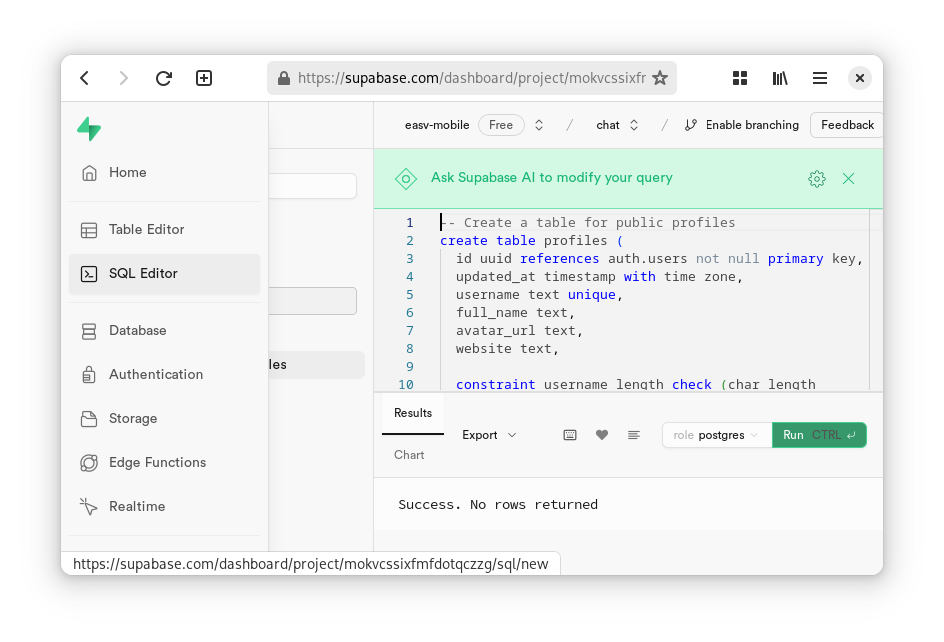 https://supabase.com/dashboard/project/mokvcssixfr
easv-mobile Free / chat / Enable branching Feedback
Home
Table Editor
SQL Editor
Database
Authentication
Storage
Edge Functions
Realtime
les
Ask Supabase AI to modify your query
1 -- Create a table for public profiles
2 create table profiles (
3 id uuid references auth.users not null primary key,
4 updated_at timestamp with time zone,
5 username text unique,
6 full_name text,
7 avatar_url text,
8 website text,
9
10 constraint username_length check (char_length
Results
Export
Chart
role postgres
Run CTRL ↵
Success. No rows returned
https://supabase.com/dashboard/project/mokvcssixfmfdotqczzg/sql/new